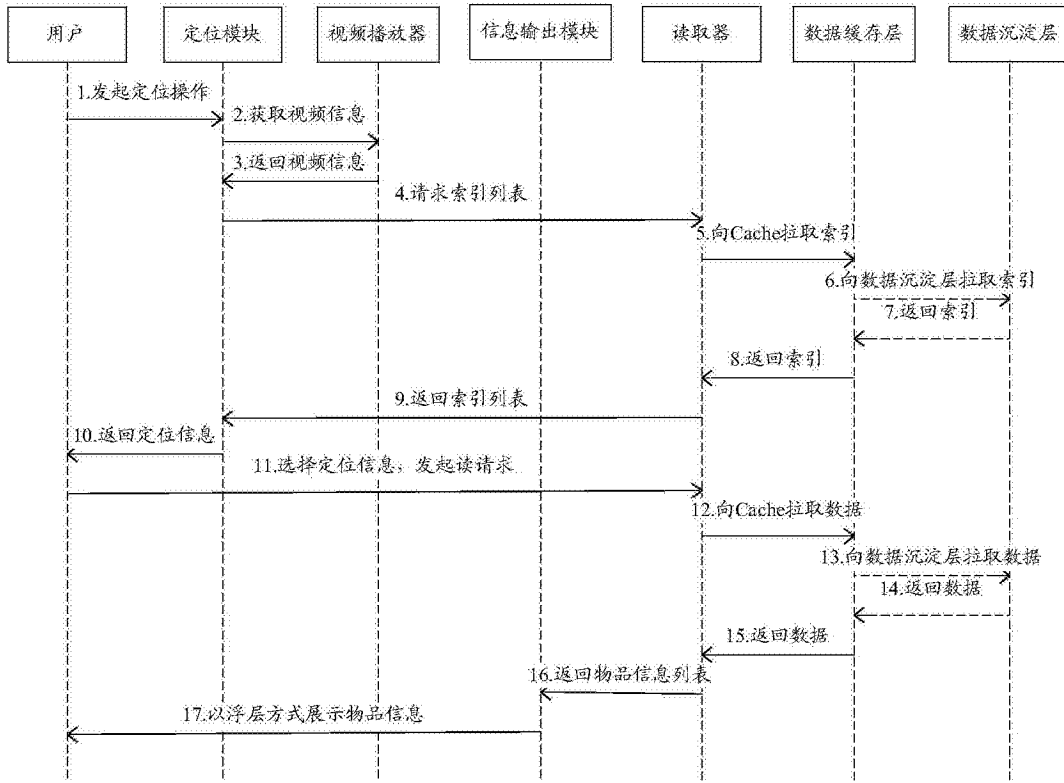 用户
定位模块
视频播放器
信息输出模块
读取器
数据缓存层
数据沉淀层
1.发起定位操作
2.获取视频信息
3.返回视频信息
4.请求索引列表
5.向Cache拉取索引
6.向数据沉淀层拉取索引
7.返回索引
8.返回索引
9.返回索引列表
10.返回定位信息
11.选择定位信息，发起读请求
12.向Cache拉取数据
13.向数据沉淀层拉取数据
14.返回数据
15.返回数据
16.返回物品信息列表
17.以浮层方式展示物品信息